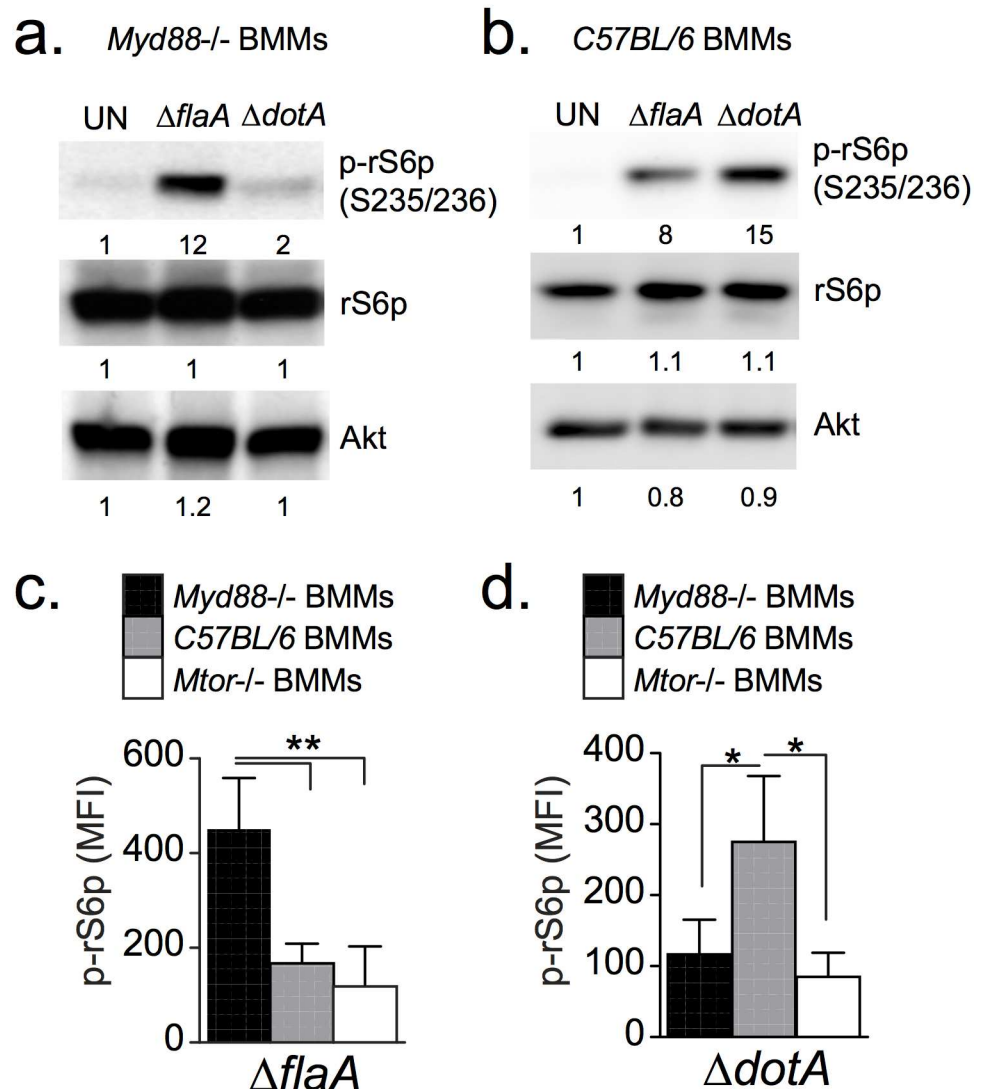 a. Myd88-/- BMMs
UN ΔflaA ΔdotA
p-rS6p
(S235/236)
1 12 2
rS6p
1 1 1
Akt
1 1.2 1
b. C57BL/6 BMMs
UN ΔflaA ΔdotA
p-rS6p
(S235/236)
1 8 15
rS6p
1 1.1 1.1
Akt
1 0.8 0.9
c.
Myd88-/- BMMs
C57BL/6 BMMs
Mtor-/- BMMs
p-rS6p (MFI)
600
400
200
0
**
ΔflaA
d.
Myd88-/- BMMs
C57BL/6 BMMs
Mtor-/- BMMs
p-rS6p (MFI)
400
300
200
100
0
* *
ΔdotA